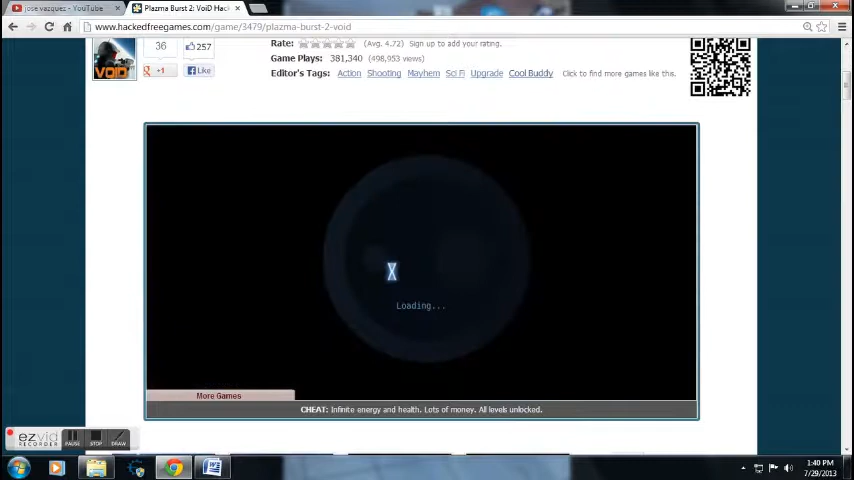 jose vazquez - YouTube
Plazma Burst 2: VoiD Hac
www.hackedfreegames.com/game/3479/plazma-burst-2-void
VOID
36
257
+1
Like
Rate: (Avg. 4.72) Sign up to add your rating.
Game Plays: 381,340 (498,953 views)
Editor's Tags: Action Shooting Mayhem Sci Fi Upgrade Cool Buddy Click to find more games like this.
Loading...
More Games
CHEAT: Infinite energy and health. Lots of money. All levels unlocked.
ezvid
RECORDER
PAUSE
STOP
DRAW
1:40 PM
7/29/2013